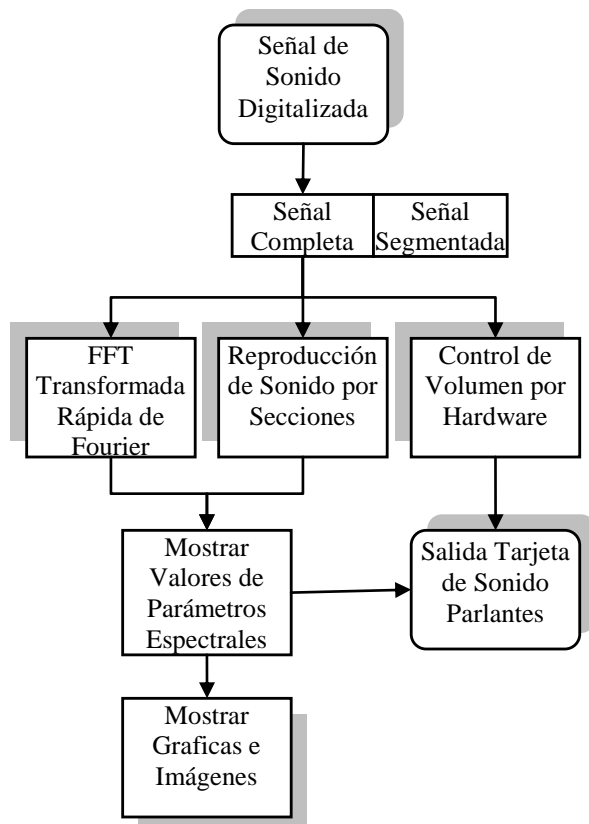 Señal de
Sonido
Digitalizada
Señal
Completa
Señal
Segmentada
FFT
Transformada
Rápida de
Fourier
Reproducción
de Sonido por
Secciones
Control de
Volumen por
Hardware
Mostrar
Valores de
Parámetros
Espectrales
Salida Tarjeta
de Sonido
Parlantes
Mostrar
Graficas e
Imágenes